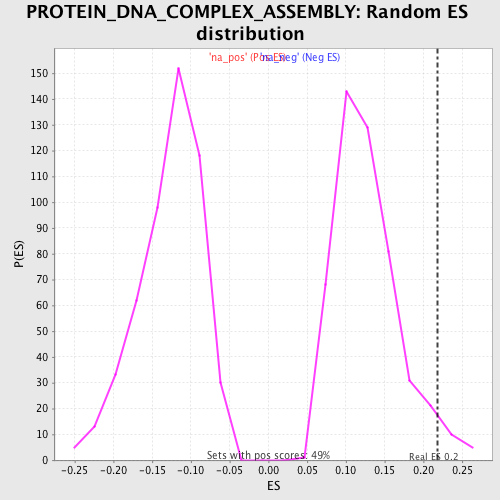 PROTEIN_DNA_COMPLEX_ASSEMBLY: Random ES
distribution
'na_pos' (Pos ES) 'na_neg' (Neg ES)
150
140
130
120
110
100
90
80
70
60
50
40
30
20
10
0
P(ES)
Sets with pos scores: 49%
Real ES 0.2
-0.25 -0.20 -0.15 -0.10 -0.05 0.00 0.05 0.10 0.15 0.20 0.25
ES